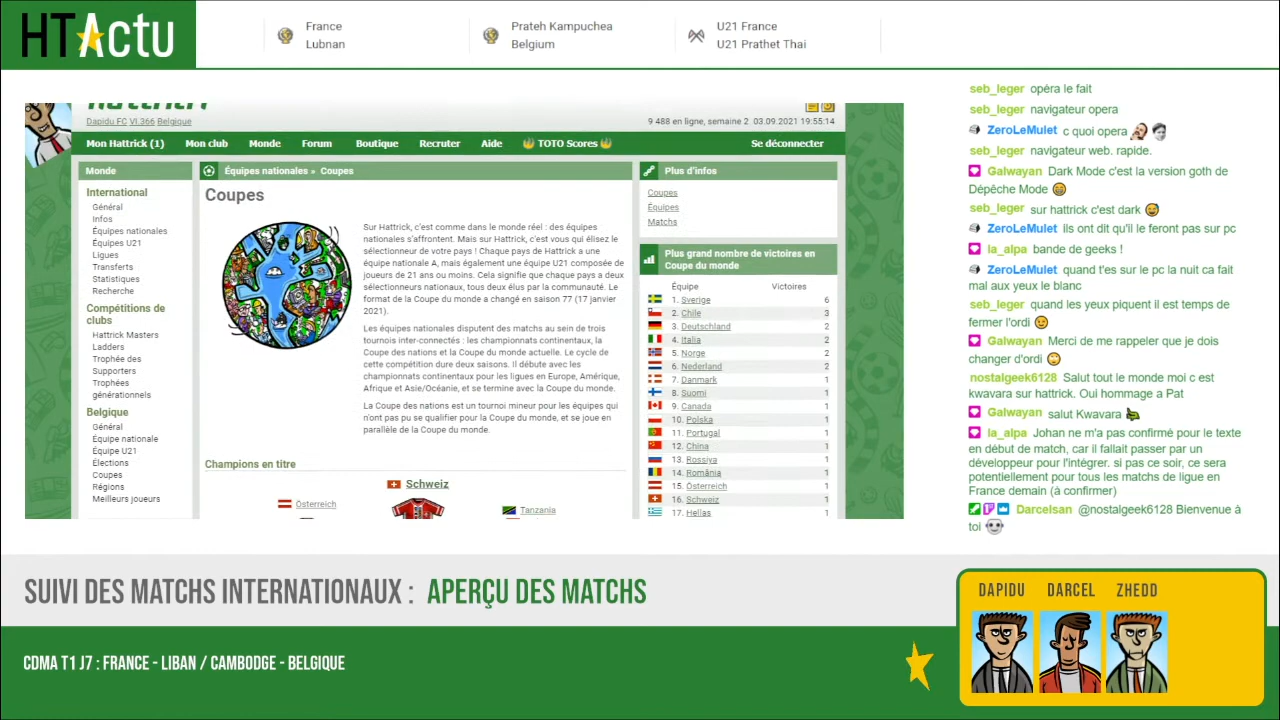 HTActu
France
Lubnan
Prateh Kampuchea
Belgium
U21 France
U21 Prathet Thai
Dapidu FC VI.366 Belgique
9 488 en ligne, semaine 2 03.09.2021 19:55:14
Mon Hattrick (1) Mon club Monde Forum Boutique Recruter Aide TOTO Scores Se déconnecter
Monde
International
Général
Infos
Équipes nationales
Équipes U21
Ligues
Transferts
Statistiques
Recherche
Compétitions de
clubs
Hattrick Masters
Ladders
Trophée des
Supporters
Trophées
générationnels
Belgique
Général
Équipe nationale
Équipe U21
Élections
Coupes
Régions
Meilleurs joueurs
Équipes nationales » Coupes
Coupes
Sur Hattrick, c'est comme dans le monde réel : des équipes
nationales s'affrontent. Mais sur Hattrick, c'est vous qui élisez le
sélectionneur de votre pays ! Chaque pays de Hattrick a une
équipe nationale A, mais également une équipe U21 composée de
joueurs de 21 ans ou moins. Cela signifie que chaque pays a deux
sélectionneurs nationaux, tous deux élus par la communauté. Le
format de la Coupe du monde a changé en saison 77 (17 janvier
2021).
Les équipes nationales disputent des matchs au sein de trois
tournois inter-connectés : les championnats continentaux, la
Coupe des nations et la Coupe du monde actuelle. Le cycle de
cette compétition dure deux saisons. Il débute avec les
championnats continentaux pour les ligues en Europe, Amérique,
Afrique et Asie/Océanie, et se termine avec la Coupe du monde.
La Coupe des nations est un tournoi mineur pour les équipes qui
n'ont pas pu se qualifier pour la Coupe du monde, et se joue en
parallèle de la Coupe du monde.
Champions en titre
Schweiz
Österreich
Tanzania
Plus d'infos
Coupes
Équipes
Matchs
Plus grand nombre de victoires en
Coupe du monde
Équipe Victoires
1. Sverige 6
2. Chile 3
3. Deutschland 2
4. Italia 2
5. Norge 2
6. Nederland 2
7. Danmark 1
8. Suomi 1
9. Canada 1
10. Polska 1
11. Portugal 1
12. China 1
13. Rossiya 1
14. România 1
15. Österreich 1
16. Schweiz 1
17. Hellas 1
seb_leger opéra le fait
seb_leger navigateur opera
ZeroLeMulet c quoi opera
seb_leger navigateur web. rapide.
Galwayan Dark Mode c'est la version goth de
Dépêche Mode
seb_leger sur hattrick c'est dark
ZeroLeMulet ils ont dit qu'il le feront pas sur pc
la_alpa bande de geeks !
ZeroLeMulet quand t'es sur le pc la nuit ca fait
mal aux yeux le blanc
seb_leger quand les yeux piquent il est temps de
fermer l'ordi
Galwayan Merci de me rappeler que je dois
changer d'ordi
nostalgeek6128 Salut tout le monde moi c est
kwavara sur hattrick. Oui hommage a Pat
Galwayan salut Kwavara
la_alpa Johan ne m'a pas confirmé pour le texte
en début de match, car il fallait passer par un
développeur pour l'intégrer. si pas ce soir, ce sera
potentiellement pour tous les matchs de ligue en
France demain (à confirmer)
Darcelsan @nostalgeek6128 Bienvenue à
toi
SUIVI DES MATCHS INTERNATIONAUX : APERÇU DES MATCHS
CDMA T1 J7 : FRANCE - LIBAN / CAMBODGE - BELGIQUE
DAPIDU DARCEL ZHEDD